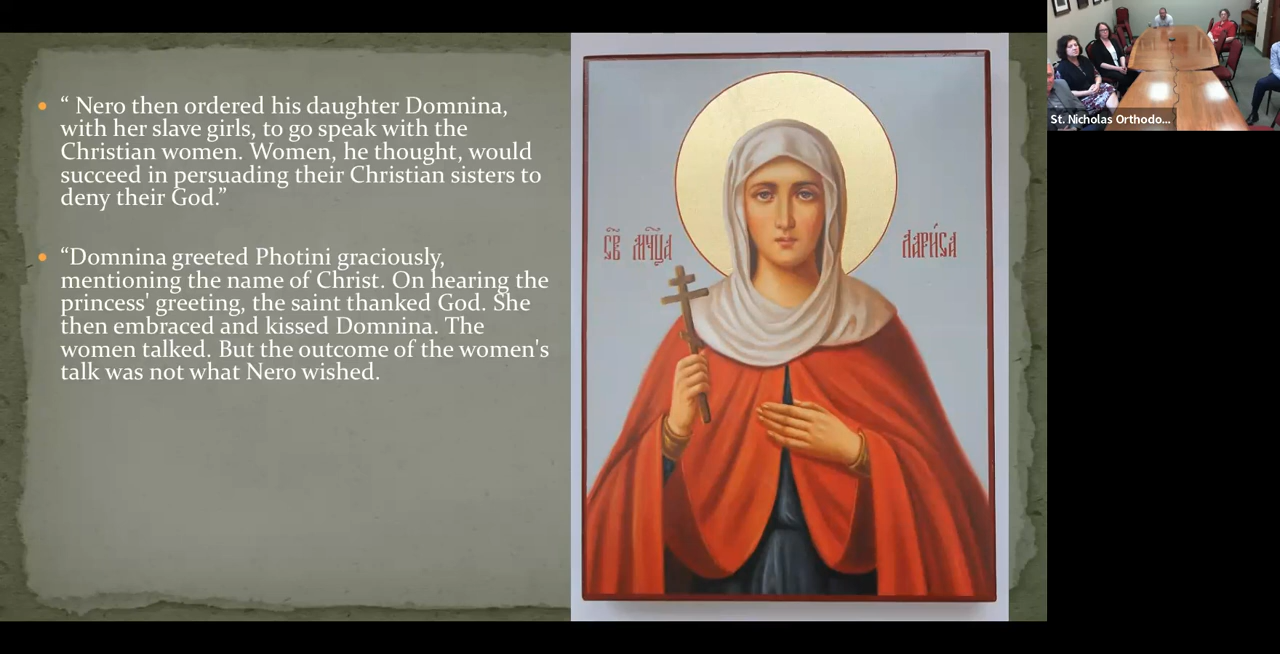 “ Nero then ordered his daughter Domnina,
with her slave girls, to go speak with the
Christian women. Women, he thought, would
succeed in persuading their Christian sisters to
deny their God.”
“Domnina greeted Photini graciously,
mentioning the name of Christ. On hearing the
princess' greeting, the saint thanked God. She
then embraced and kissed Domnina. The
women talked. But the outcome of the women's
talk was not what Nero wished.
св мчца
лариса
St. Nicholas Orthodo...